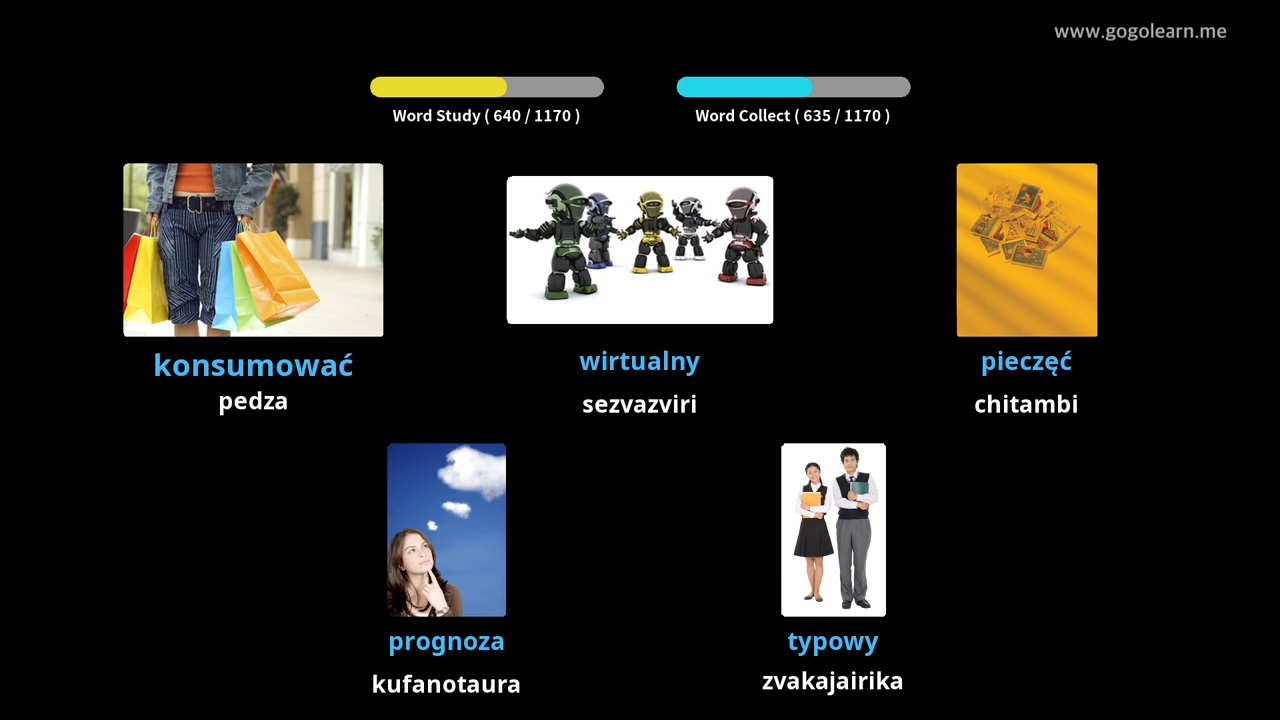 www.gogolearn.me
Word Study ( 640 / 1170 )
Word Collect ( 635 / 1170 )
konsumować
pedza
wirtualny
sezvazviri
pieczęć
chitambi
prognoza
kufanotaura
typowy
zvakajairika